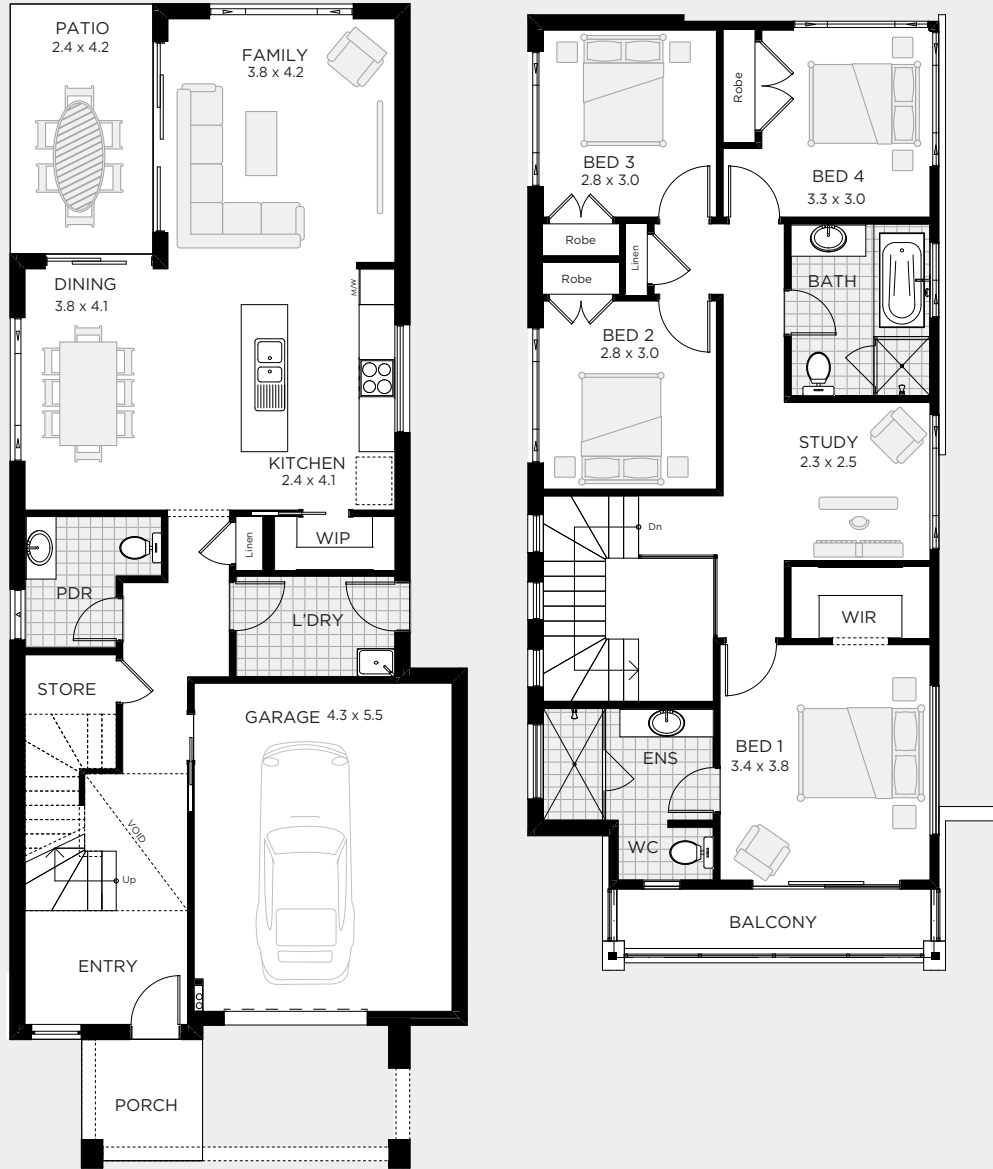 PATIO
2.4 x 4.2
FAMILY
3.8 x 4.2
DINING
3.8 x 4.1
M/W
KITCHEN
2.4 x 4.1
WIP
Linen
PDR
L'DRY
STORE
GARAGE 4.3 x 5.5
VOID
Up
ENTRY
PORCH
BED 3
2.8 x 3.0
Robe
BED 4
3.3 x 3.0
Robe
Linen
Robe
BATH
BED 2
2.8 x 3.0
STUDY
2.3 x 2.5
Dn
WIR
ENS
BED 1
3.4 x 3.8
WC
BALCONY